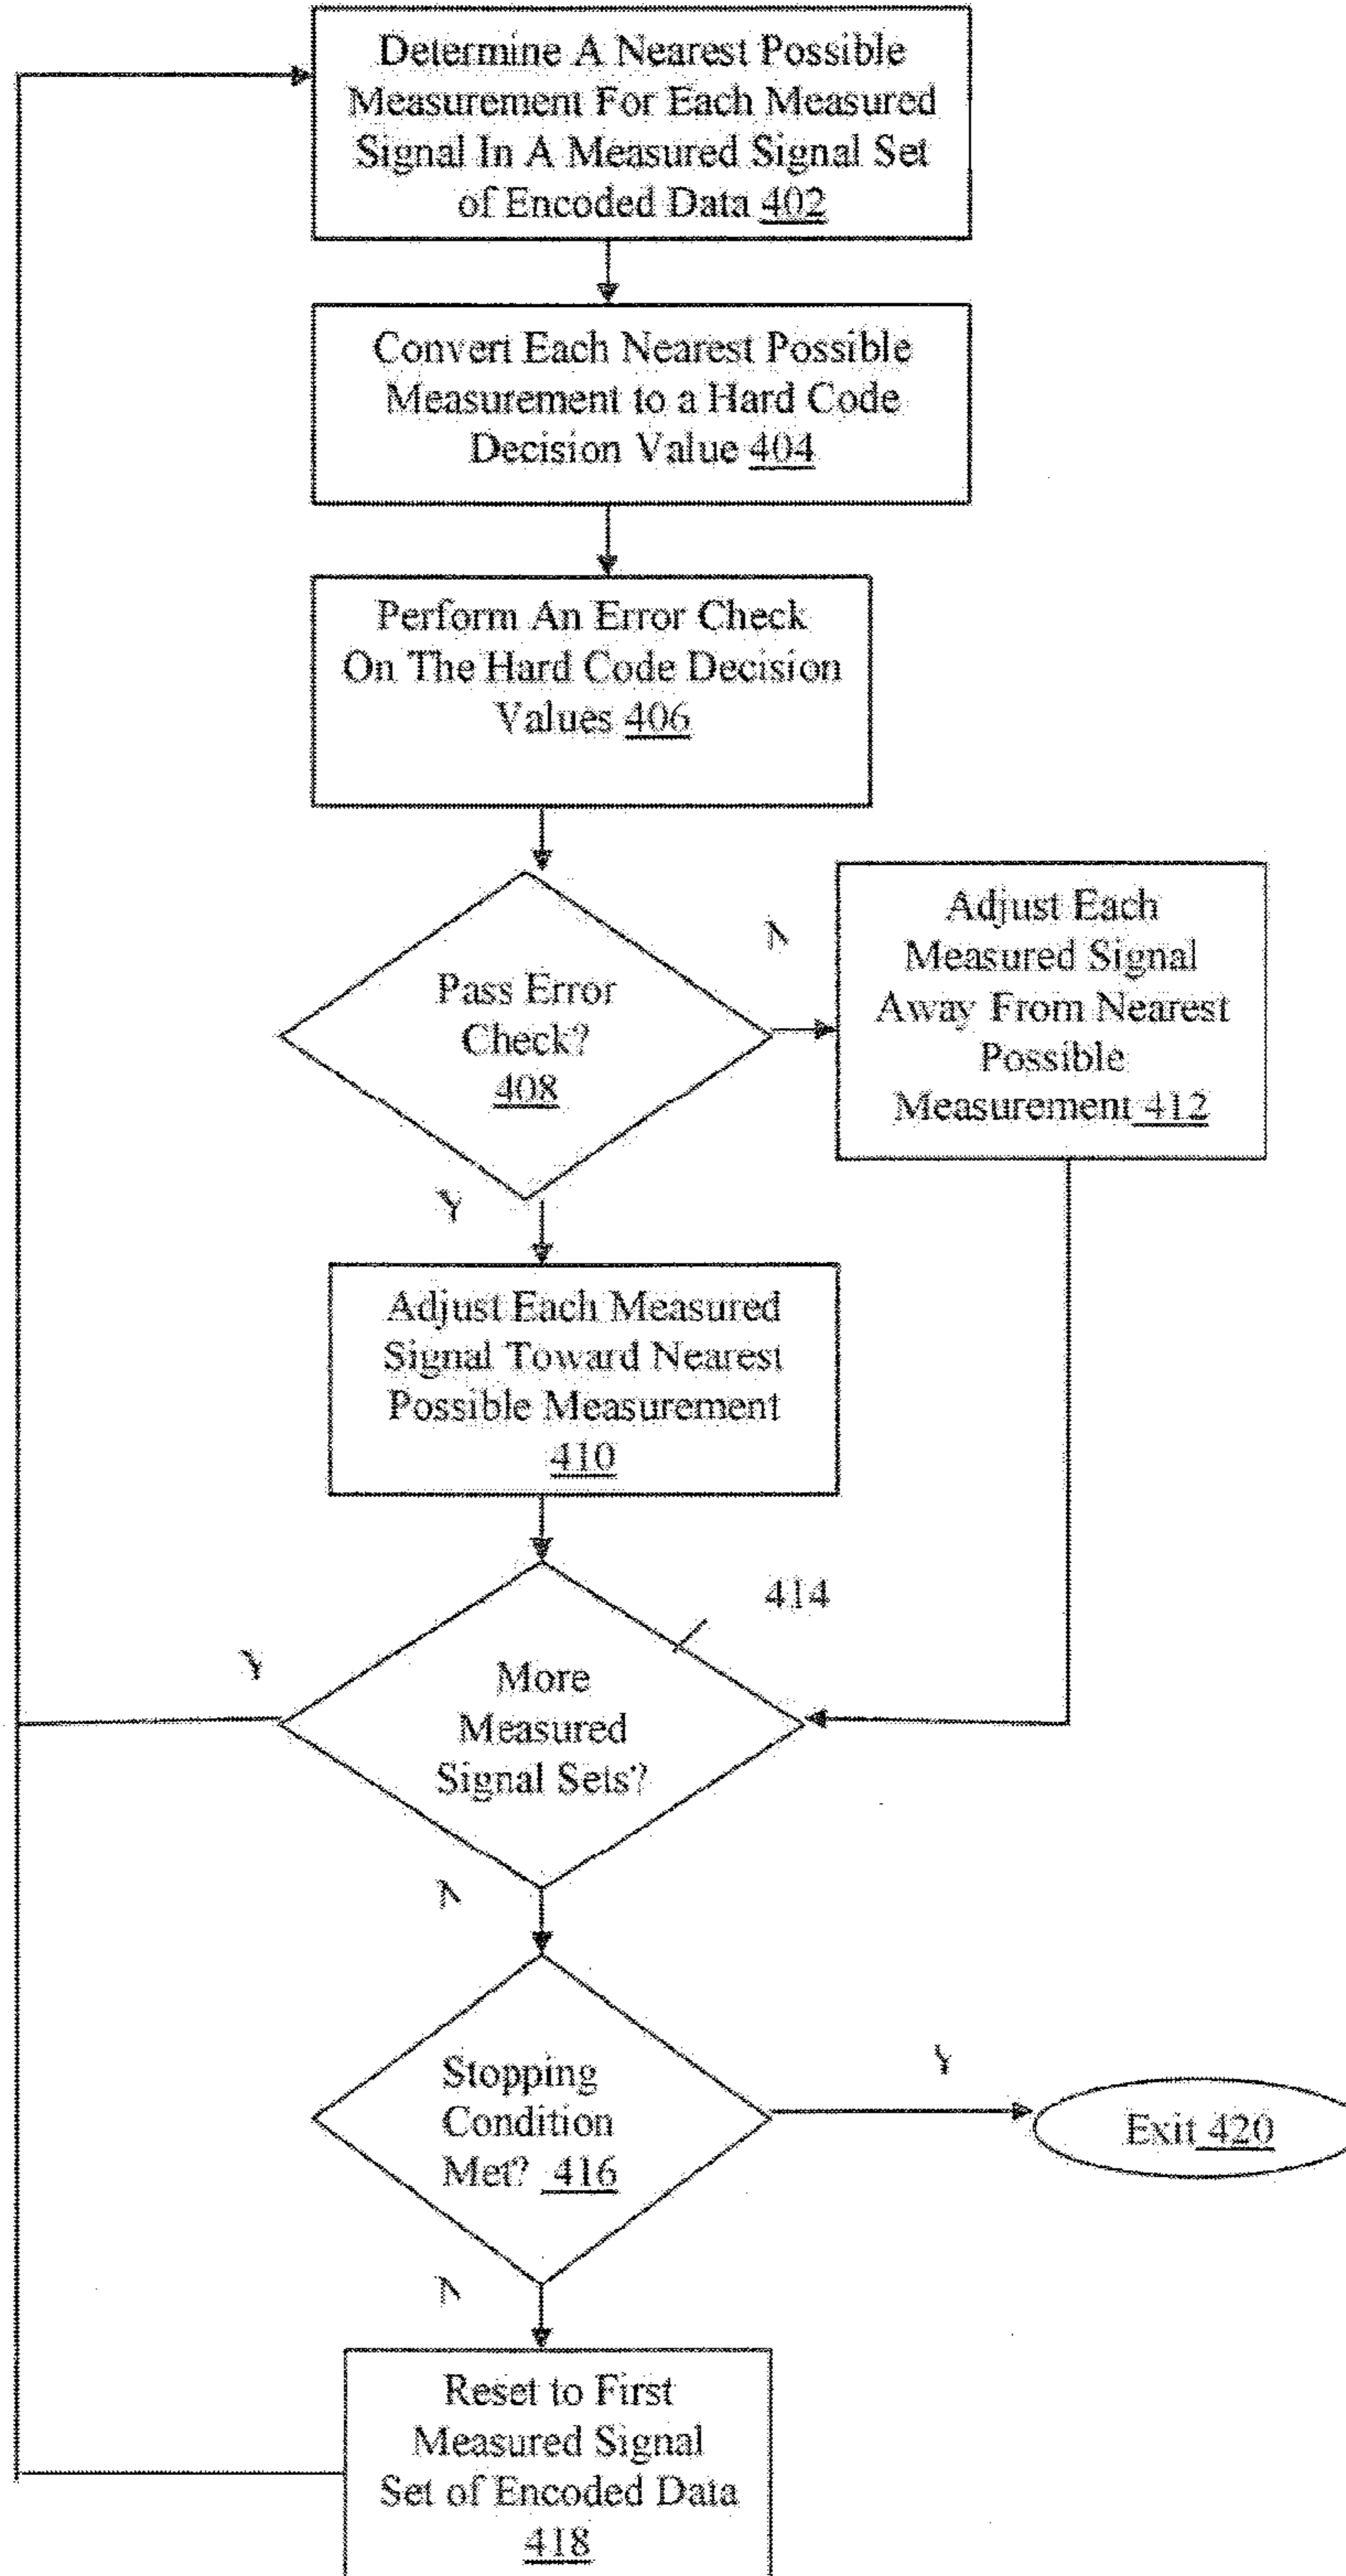 Determine A Nearest Possible
Measurement For Each Measured
Signal In A Measured Signal Set
of Encoded Data 402
Convert Each Nearest Possible
Measurement to a Hard Code
Decision Value 404
Perform An Error Check
On The Hard Code Decision
Values 406
Pass Error
Check?
408
N
Adjust Each
Measured Signal
Away From Nearest
Possible
Measurement 412
Y
Adjust Each Measured
Signal Toward Nearest
Possible Measurement
410
414
Y
More
Measured
Signal Sets?
N
Stopping
Condition
Met? 416
Y
Exit 420
N
Reset to First
Measured Signal
Set of Encoded Data
418